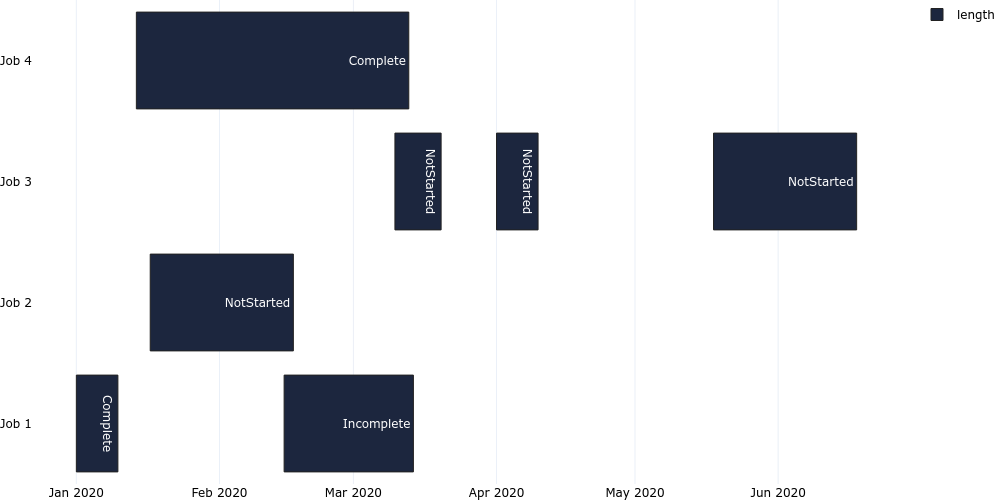 length
Job 4
Complete
Job 3
NotStarted
NotStarted
NotStarted
Job 2
NotStarted
Job 1
Complete
Incomplete
Jan 2020
Feb 2020
Mar 2020
Apr 2020
May 2020
Jun 2020